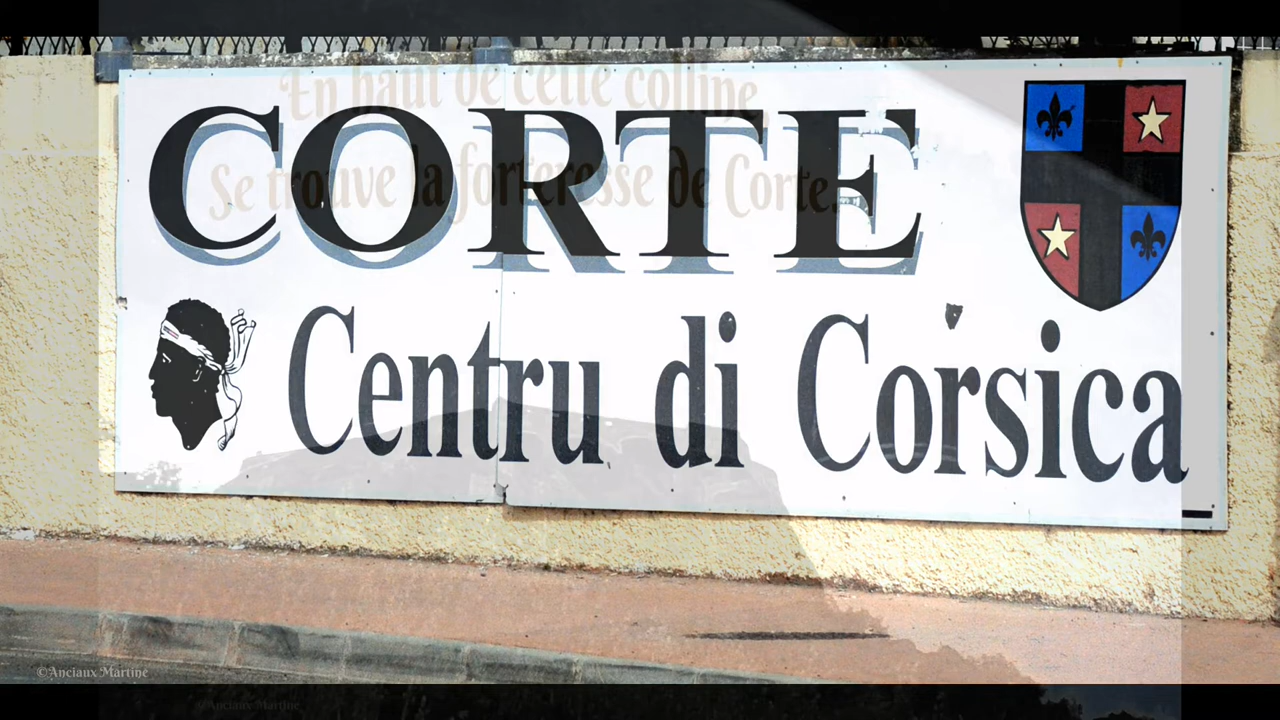 En haut de cette colline,
Se trouve la forteresse de Corte.
CORTE
Centru di Corsica
©Anciaux Martine
©Anciaux Martine